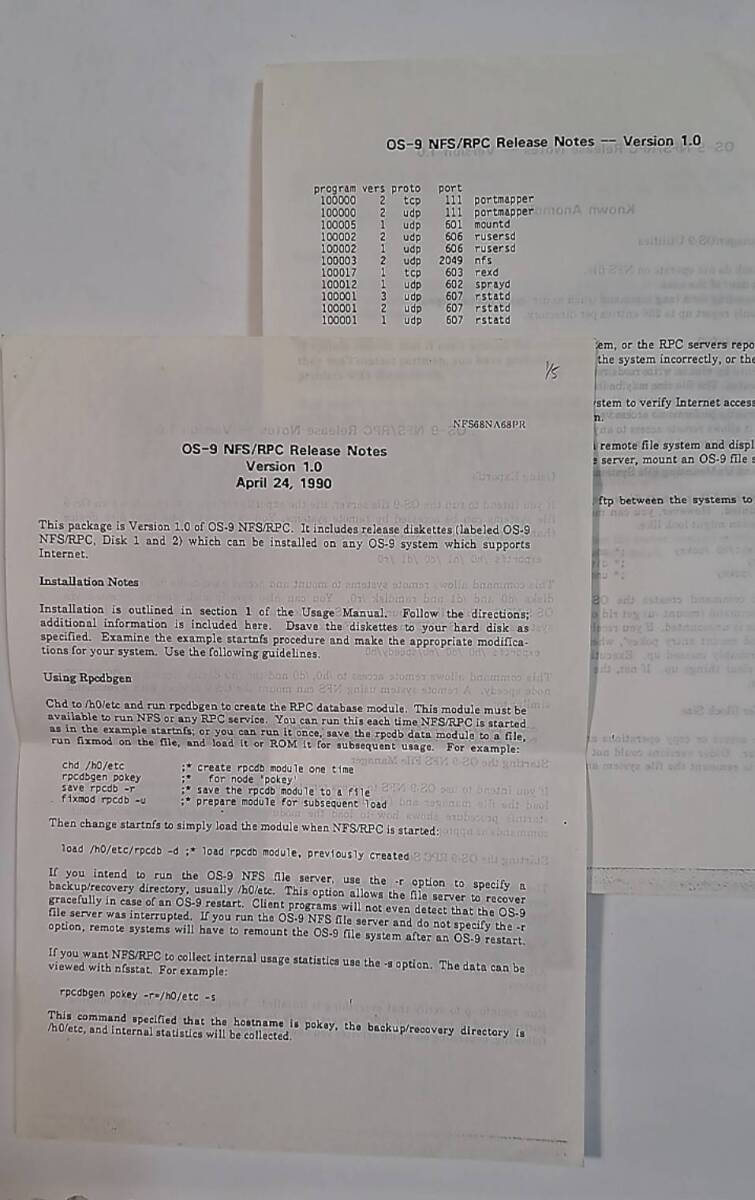 OS-9 NFS/RPC Release Notes -- Version 1.0
program vers proto port
100000 2 tcp 111 portmapper
100000 2 udp 111 portmapper
100005 1 udp 601 mountd
100002 2 udp 606 rusersd
100002 1 udp 606 rusersd
100003 2 udp 2049 nfs
100017 1 tcp 603 rexd
100012 1 udp 602 sprayd
100001 3 udp 607 rstatd
100001 2 udp 607 rstatd
100001 1 udp 607 rstatd
em, or the RPC servers repo
the system incorrectly, or the
stem to verify Internet access
n:
remote file system and displ
server, mount an OS-9 file s
ftp between the systems to
1/5
NFS68NA68PR
OS-9 NFS/RPC Release Notes
Version 1.0
April 24, 1990
This package is Version 1.0 of OS-9 NFS/RPC. It includes release diskettes (labeled OS-9
NFS/RPC, Disk 1 and 2) which can be installed on any OS-9 system which supports
Internet.
Installation Notes
Installation is outlined in section 1 of the Usage Manual. Follow the directions;
additional information is included here. Dsave the diskettes to your hard disk as
specified. Examine the example startnfs procedure and make the appropriate modifica-
tions for your system. Use the following guidelines.
Using Rpcdbgen
Chd to /h0/etc and run rpcdbgen to create the RPC database module. This module must be
available to run NFS or any RPC service. You can run this each time NFS/RPC is started
as in the example startnfs; or you can run it once, save the rpcdb data module to a file,
run fixmod on the file, and load it or ROM it for subsequent usage. For example:
chd /h0/etc ;* create rpcdb module one time
rpcdbgen pokey ;* for node 'pokey'
save rpcdb -r ;* save the rpcdb module to a file
fixmod rpcdb -u ;* prepare module for subsequent load
Then change startnfs to simply load the module when NFS/RPC is started:
load /h0/etc/rpcdb -d ;* load rpcdb module, previously created
If you intend to run the OS-9 NFS file server, use the -r option to specify a
backup/recovery directory, usually /h0/etc. This option allows the file server to recover
gracefully in case of an OS-9 restart. Client programs will not even detect that the OS-9
file server was interrupted. If you run the OS-9 NFS file server and do not specify the -r
option, remote systems will have to remount the OS-9 file system after an OS-9 restart.
If you want NFS/RPC to collect internal usage statistics use the -s option. The data can be
viewed with nfsstat. For example:
rpcdbgen pokey -r=/h0/etc -s
This command specified that the hostname is pokey, the backup/recovery directory is
/h0/etc, and internal statistics will be collected.